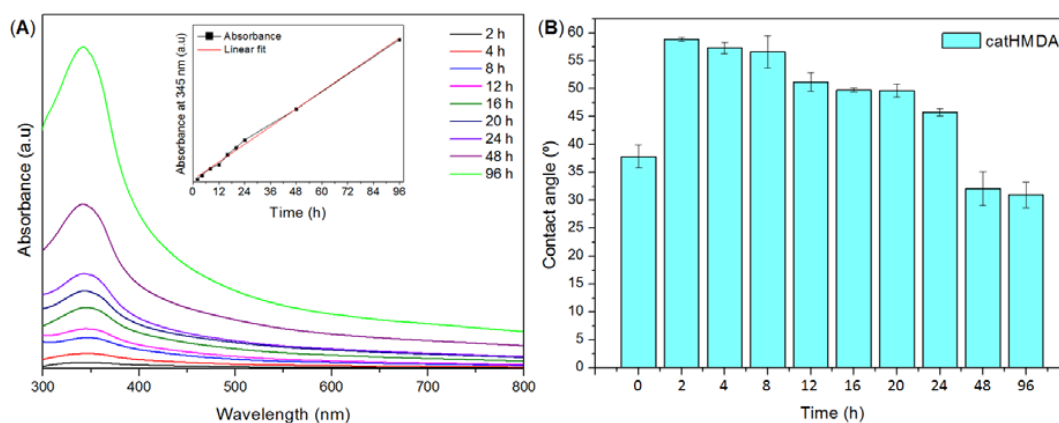 (A)
Absorbance (a.u)
Wavelength (nm)
300 400 500 600 700 800
Absorbance at 345 nm (a.u)
Time (h)
0 12 24 36 48 60 72 84 96
Absorbance
Linear fit
2 h
4 h
8 h
12 h
16 h
20 h
24 h
48 h
96 h
(B)
Contact angle (º)
60
55
50
45
40
35
30
25
20
15
10
5
0
catHMDA
0 2 4 8 12 16 20 24 48 96
Time (h)